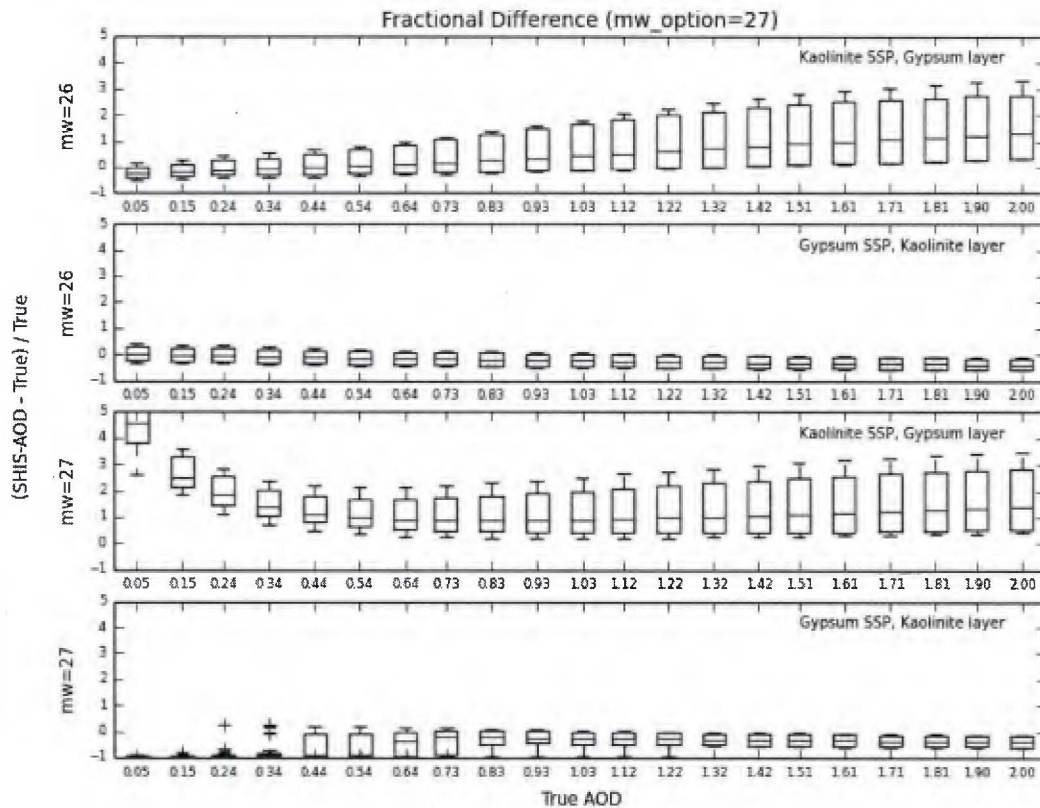 Fractional Difference (mw_option=27)
5
4
3
2
1
0
−1
mw=26
Kaolinite SSP, Gypsum layer
0.05 0.15 0.24 0.34 0.44 0.54 0.64 0.73 0.83 0.93 1.03 1.12 1.22 1.32 1.42 1.51 1.61 1.71 1.81 1.90 2.00
5
4
3
2
1
0
−1
mw=26
Gypsum SSP, Kaolinite layer
0.05 0.15 0.24 0.34 0.44 0.54 0.64 0.73 0.83 0.93 1.03 1.12 1.22 1.32 1.42 1.51 1.61 1.71 1.81 1.90 2.00
(SHIS-AOD - True) / True
5
4
3
2
1
0
−1
mw=27
Kaolinite SSP, Gypsum layer
0.05 0.15 0.24 0.34 0.44 0.54 0.64 0.73 0.83 0.93 1.03 1.12 1.22 1.32 1.42 1.51 1.61 1.71 1.81 1.90 2.00
5
4
3
2
1
0
−1
mw=27
Gypsum SSP, Kaolinite layer
0.05 0.15 0.24 0.34 0.44 0.54 0.64 0.73 0.83 0.93 1.03 1.12 1.22 1.32 1.42 1.51 1.61 1.71 1.81 1.90 2.00
True AOD